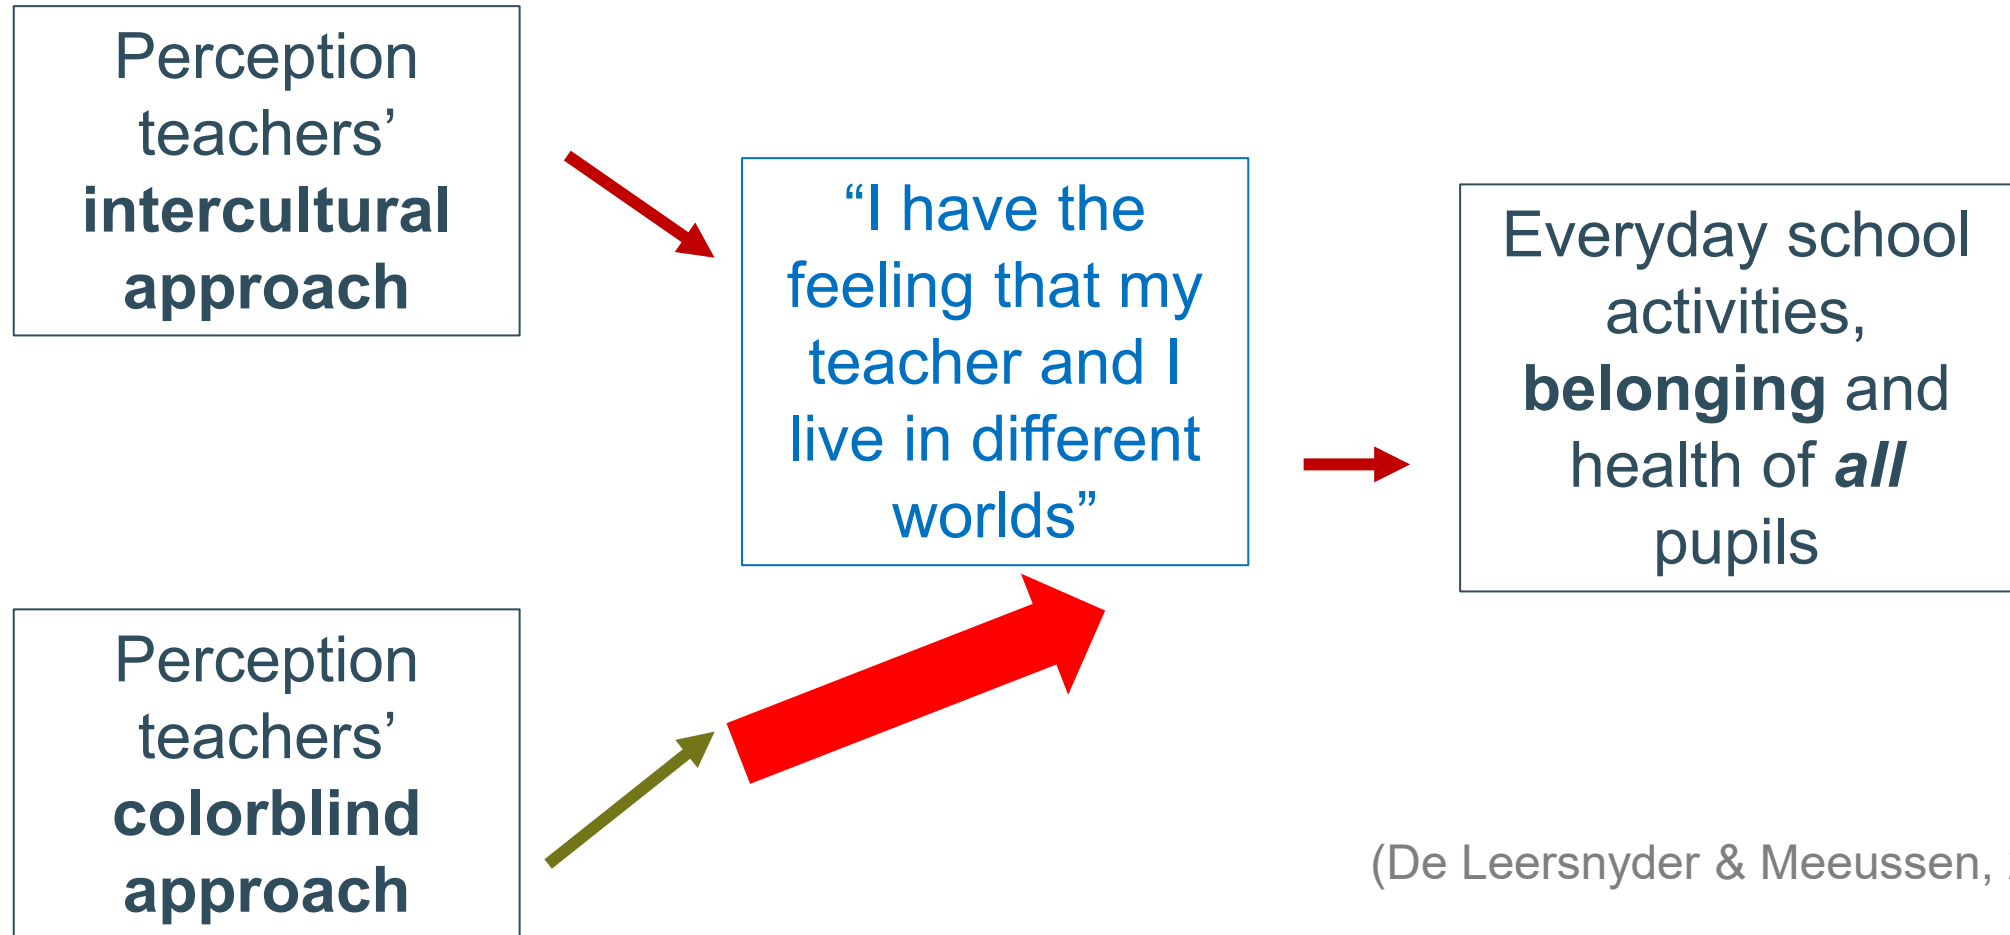 Perception
teachers’
intercultural
approach
“I have the
feeling that my
teacher and I
live in different
worlds”
Everyday school
activities,
belonging and
health of all
pupils
Perception
teachers’
colorblind
approach
(De Leersnyder & Meeussen,